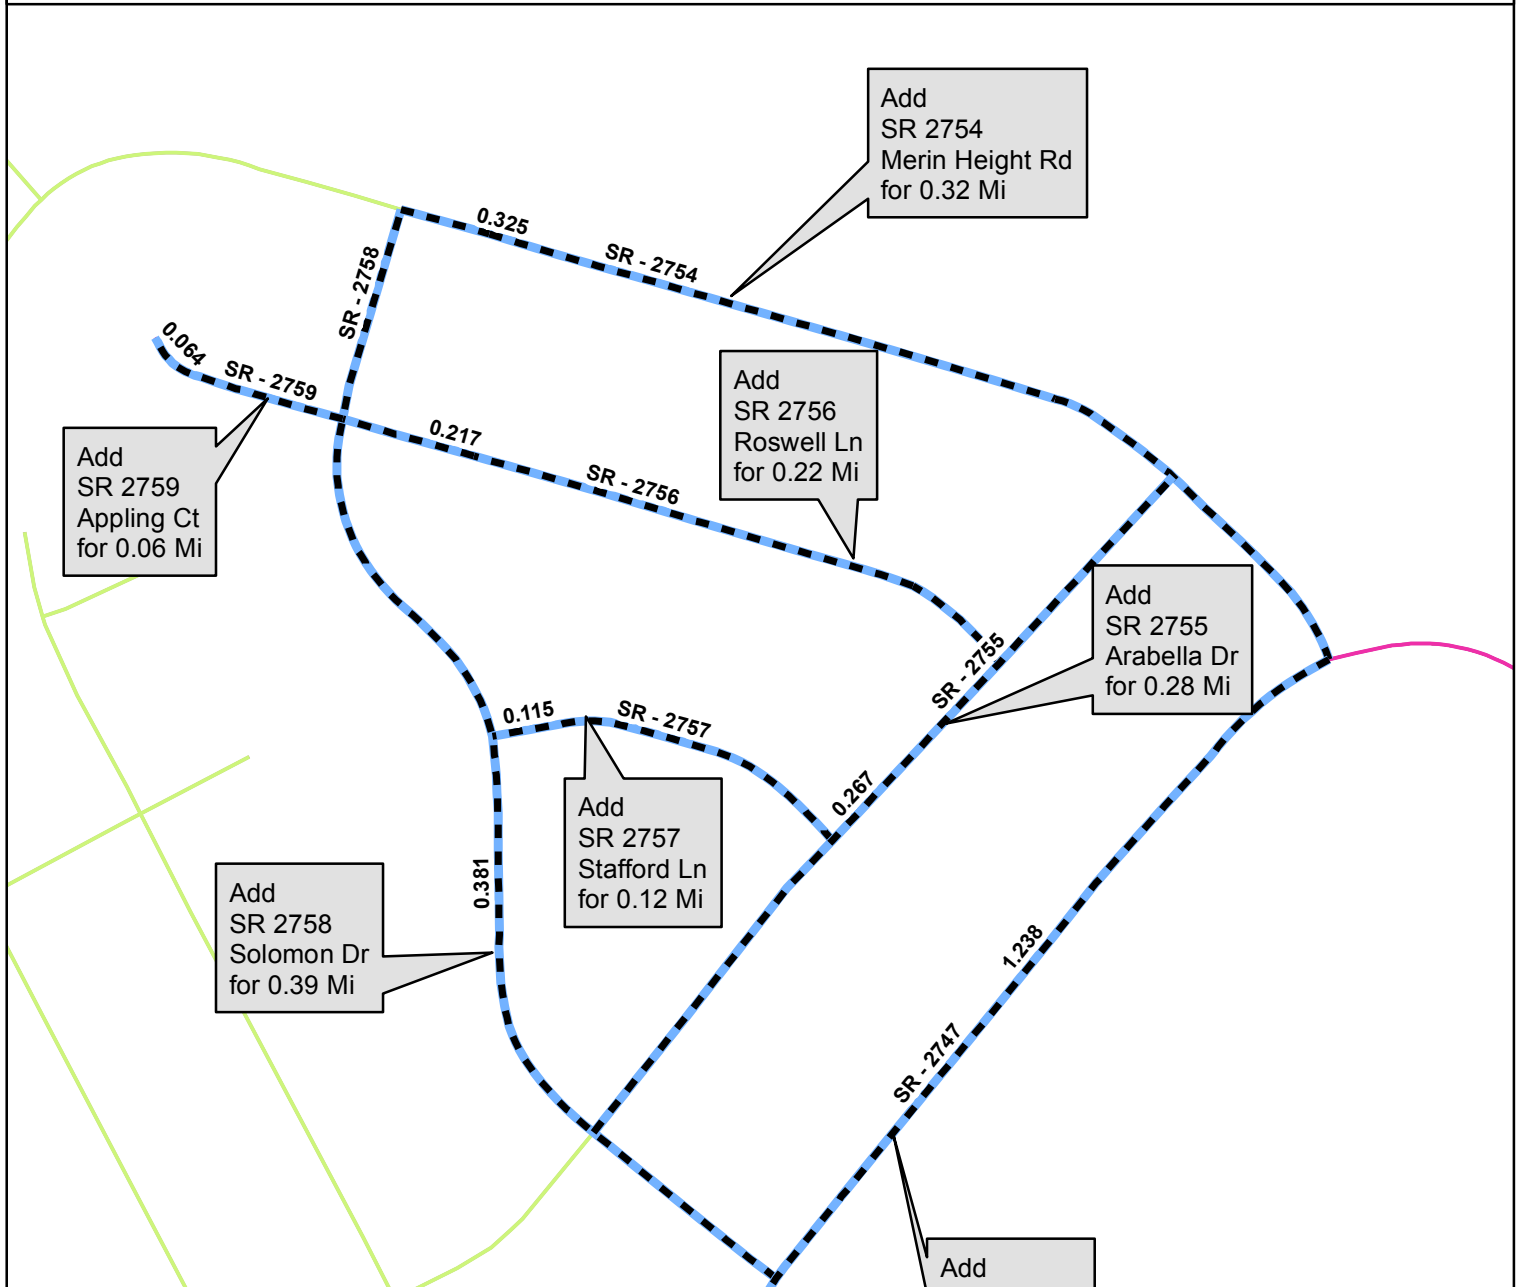 Add
SR 2754
Merin Height Rd
for 0.32 Mi
0.325
SR - 2754
SR - 2758
0.064
SR - 2759
Add
SR 2756
Roswell Ln
for 0.22 Mi
0.217
SR - 2756
Add
SR 2759
Appling Ct
for 0.06 Mi
Add
SR 2755
Arabella Dr
for 0.28 Mi
SR - 2755
0.115
SR - 2757
0.267
Add
SR 2757
Stafford Ln
for 0.12 Mi
0.381
Add
SR 2758
Solomon Dr
for 0.39 Mi
1.238
SR - 2747
Add